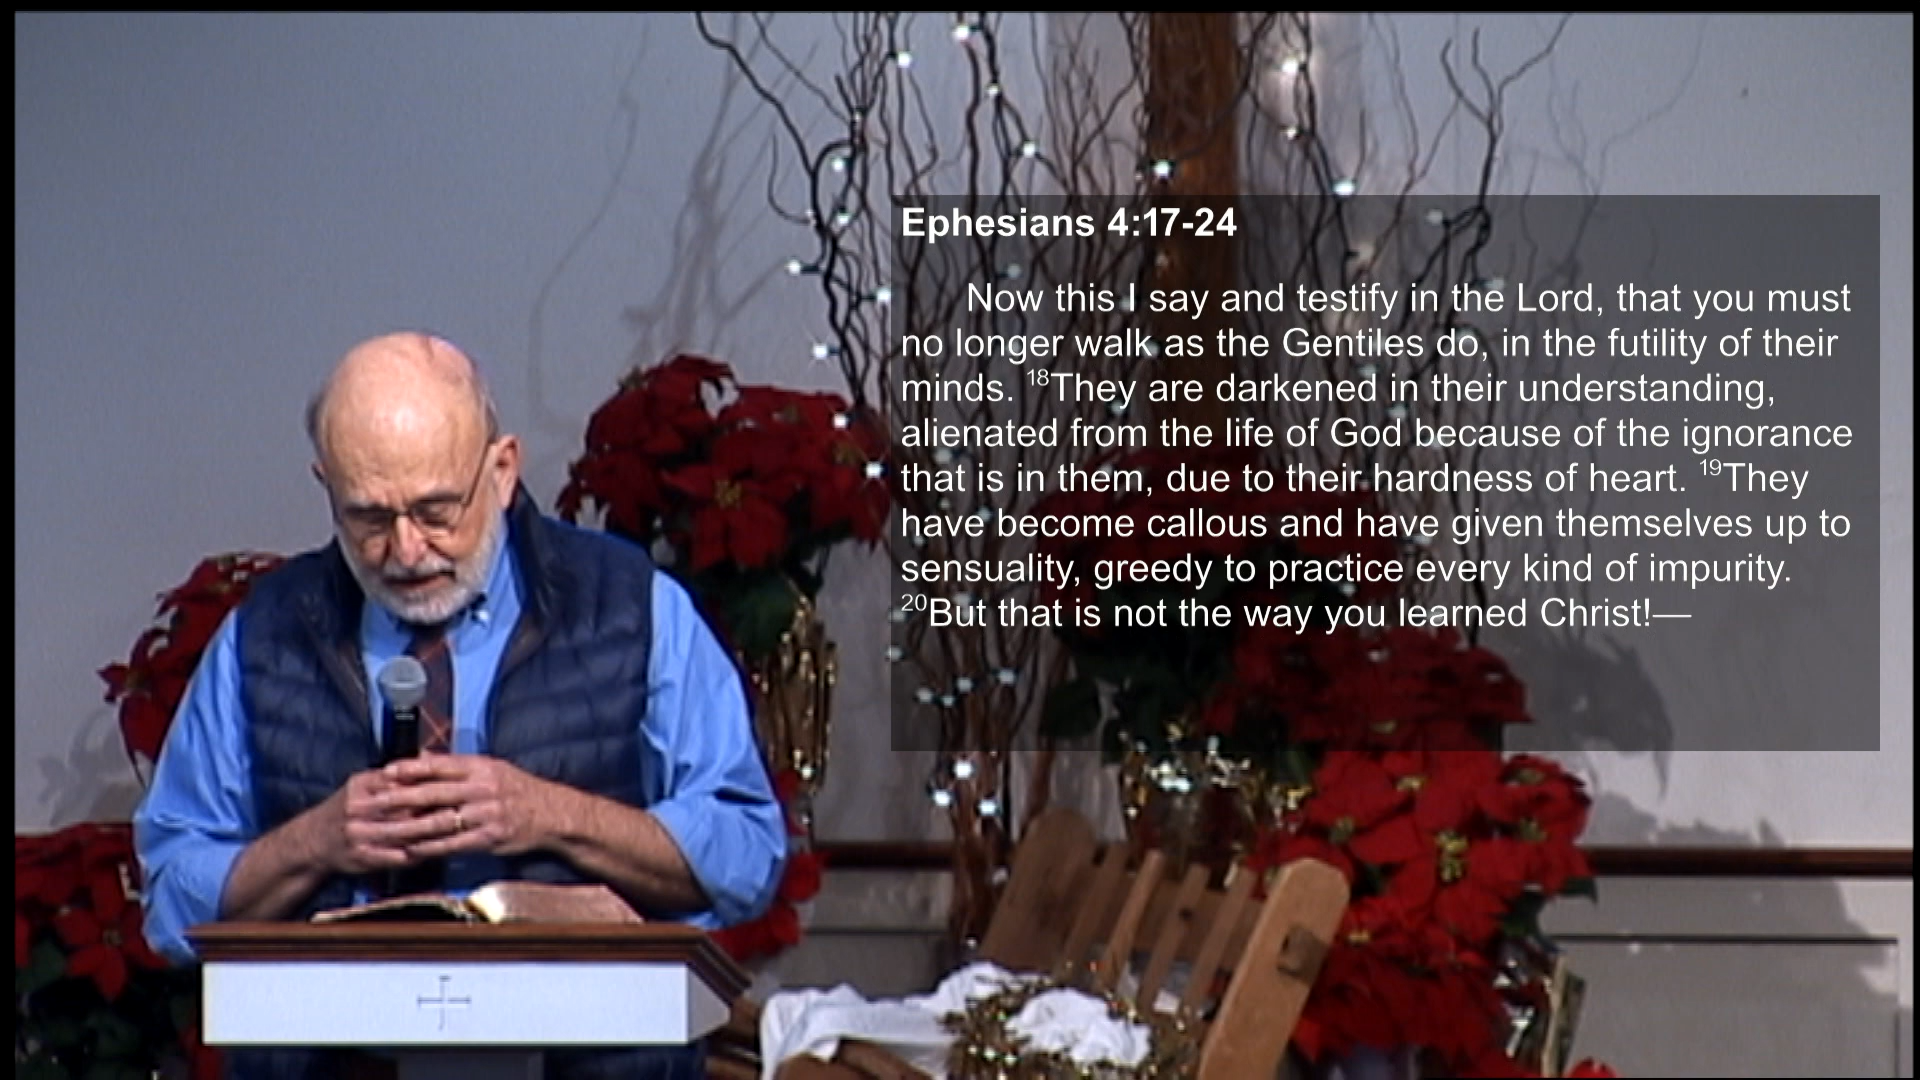 Ephesians 4:17-24
Now this I say and testify in the Lord, that you must
no longer walk as the Gentiles do, in the futility of their
minds. ¹⁸They are darkened in their understanding,
alienated from the life of God because of the ignorance
that is in them, due to their hardness of heart. ¹⁹They
have become callous and have given themselves up to
sensuality, greedy to practice every kind of impurity.
²⁰But that is not the way you learned Christ!—